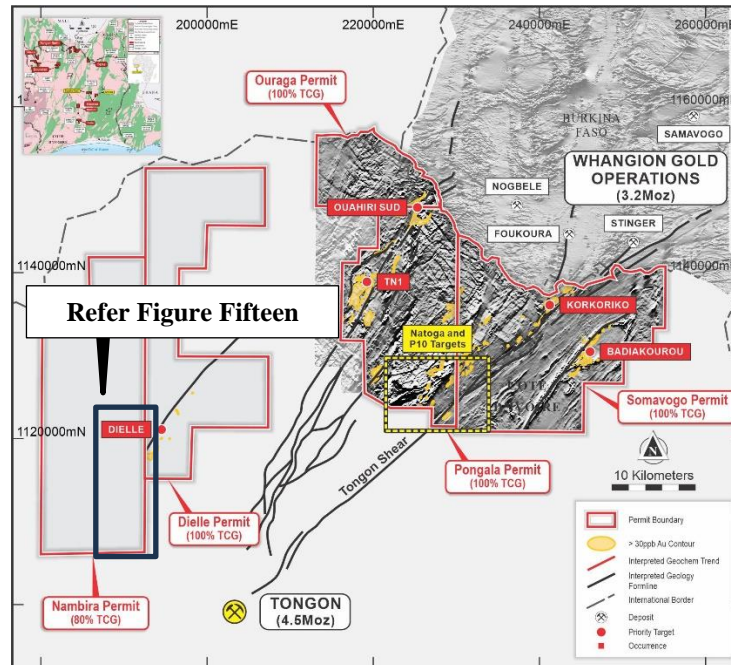 200000mE
220000mE
240000mE
260000m
Ouraga Permit
(100% TCG)
1160000mN
BURKINA
FASO
SAMAVOGO
WHANGION GOLD
OPERATIONS
(3.2Moz)
NOGBELE
OUAHIRI SUD
FOUKOURA
STINGER
1140000mN
1140000mN
TN1
KORKORIKO
Refer Figure Fifteen
Natoga and
P10 Targets
BADIAKOUROU
Somavogo Permit
(100% TCG)
1120000mN
DIELLE
N
10 Kilometers
Tongon Shear
Pongala Permit
(100% TCG)
Dielle Permit
(100% TCG)
Nambira Permit
(80% TCG)
TONGON
(4.5Moz)
Permit Boundary
> 30ppb Au Contour
Interpreted Geochem Trend
Interpreted Geology
Formline
International Border
Deposit
Priority Target
Occurrence